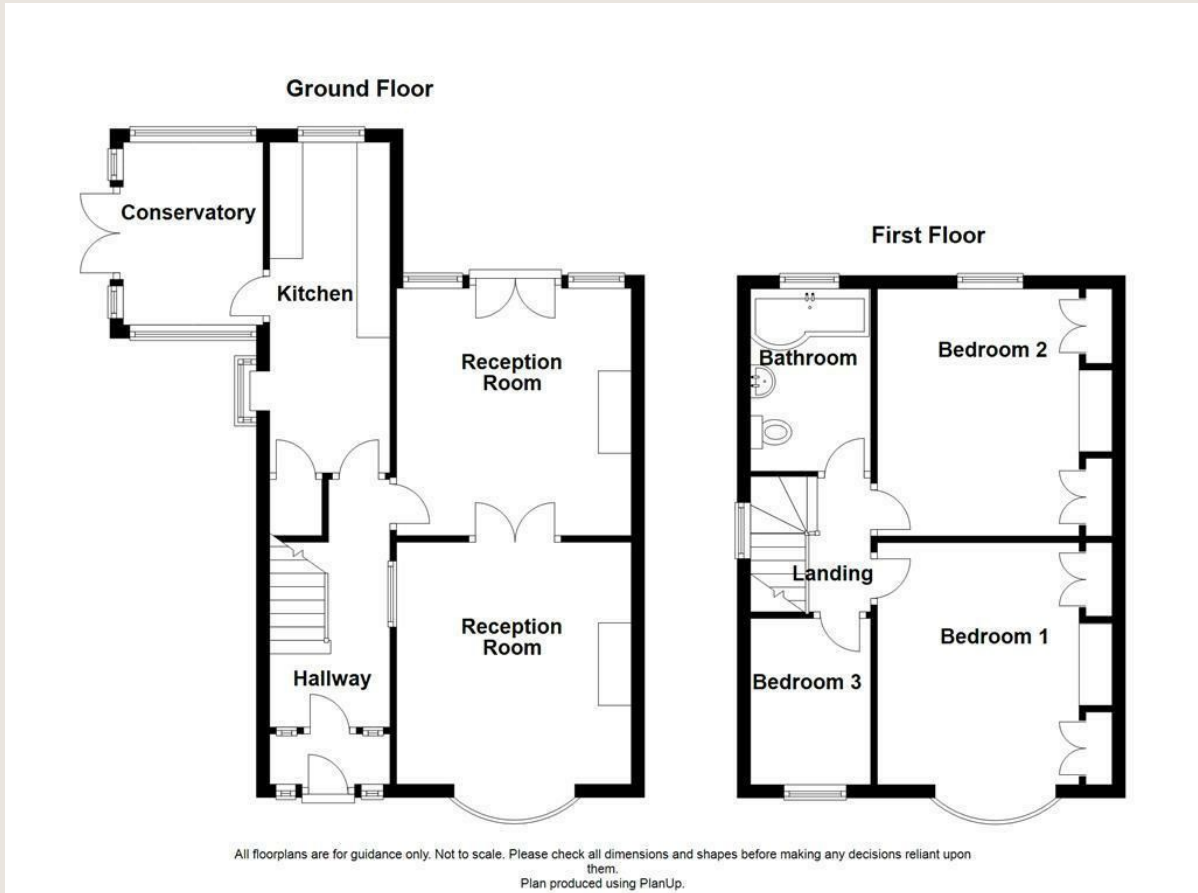 Ground Floor
Conservatory
Kitchen
Reception
Room
Reception
Room
Hallway
First Floor
Bathroom
Bedroom 2
Landing
Bedroom 1
Bedroom 3
All floorplans are for guidance only. Not to scale. Please check all dimensions and shapes before making any decisions reliant upon
them.
Plan produced using PlanUp.